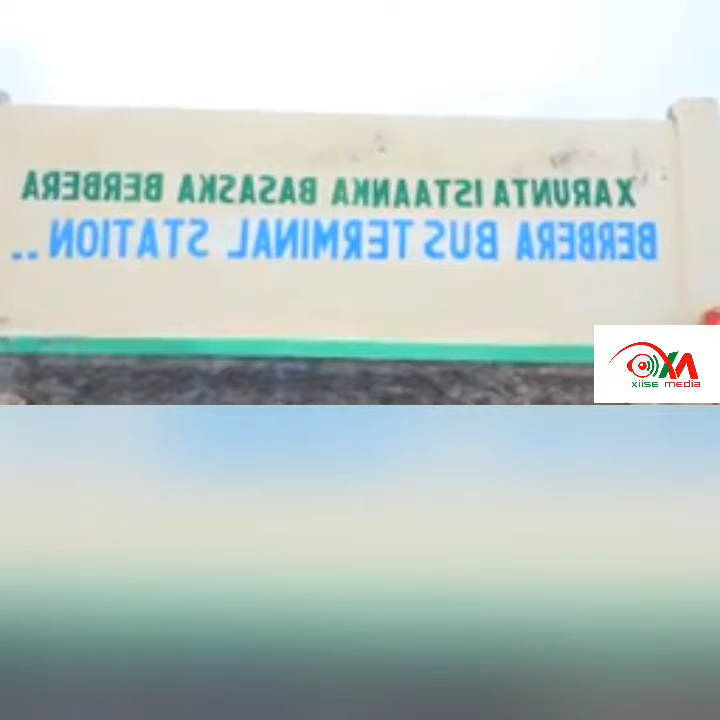 XARUNTA ISTAANKA BASASKA BERBERA
BERBERA BUS TERMINAL STATION ..
xiise media